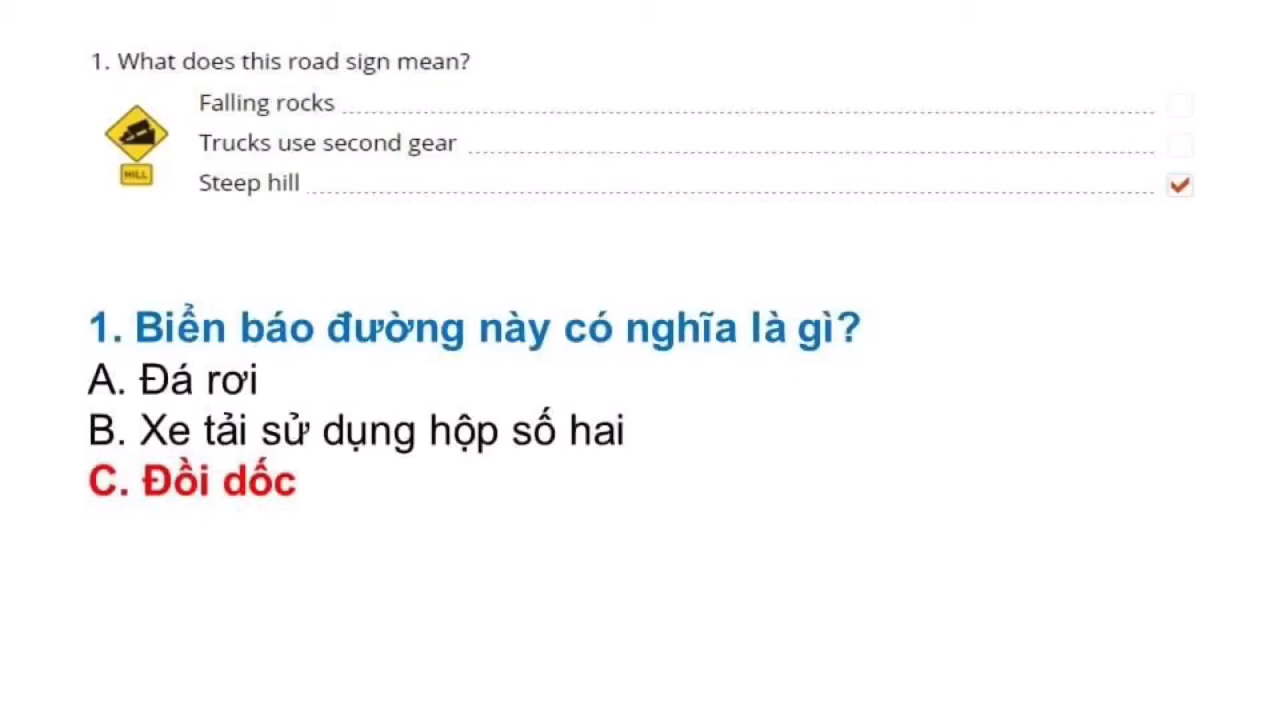 1. What does this road sign mean?
Falling rocks
Trucks use second gear
HILL
Steep hill
1. Biển báo đường này có nghĩa là gì?
A. Đá rơi
B. Xe tải sử dụng hộp số hai
C. Đồi dốc